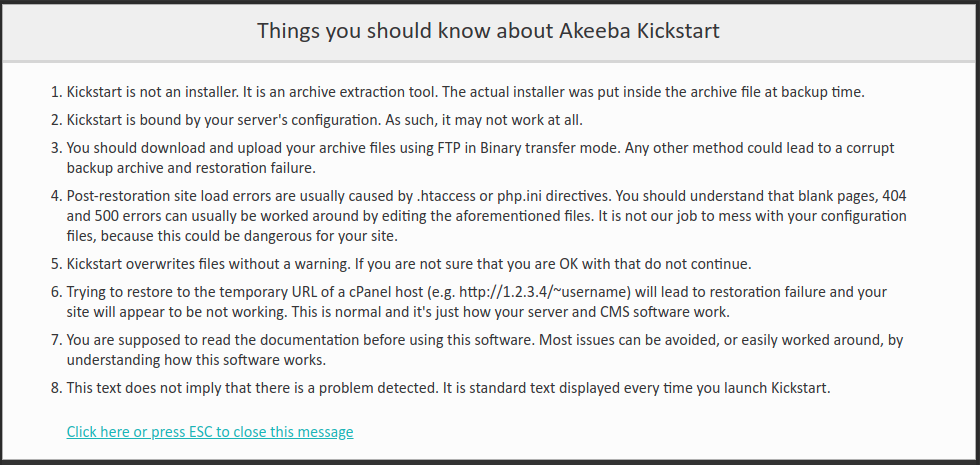 Things you should know about Akeeba Kickstart
1. Kickstart is not an installer. It is an archive extraction tool. The actual installer was put inside the archive file at backup time.
2. Kickstart is bound by your server's configuration. As such, it may not work at all.
3. You should download and upload your archive files using FTP in Binary transfer mode. Any other method could lead to a corrupt
backup archive and restoration failure.
4. Post-restoration site load errors are usually caused by .htaccess or php.ini directives. You should understand that blank pages, 404
and 500 errors can usually be worked around by editing the aforementioned files. It is not our job to mess with your configuration
files, because this could be dangerous for your site.
5. Kickstart overwrites files without a warning. If you are not sure that you are OK with that do not continue.
6. Trying to restore to the temporary URL of a cPanel host (e.g. http://1.2.3.4/~username) will lead to restoration failure and your
site will appear to be not working. This is normal and it's just how your server and CMS software work.
7. You are supposed to read the documentation before using this software. Most issues can be avoided, or easily worked around, by
understanding how this software works.
8. This text does not imply that there is a problem detected. It is standard text displayed every time you launch Kickstart.
Click here or press ESC to close this message